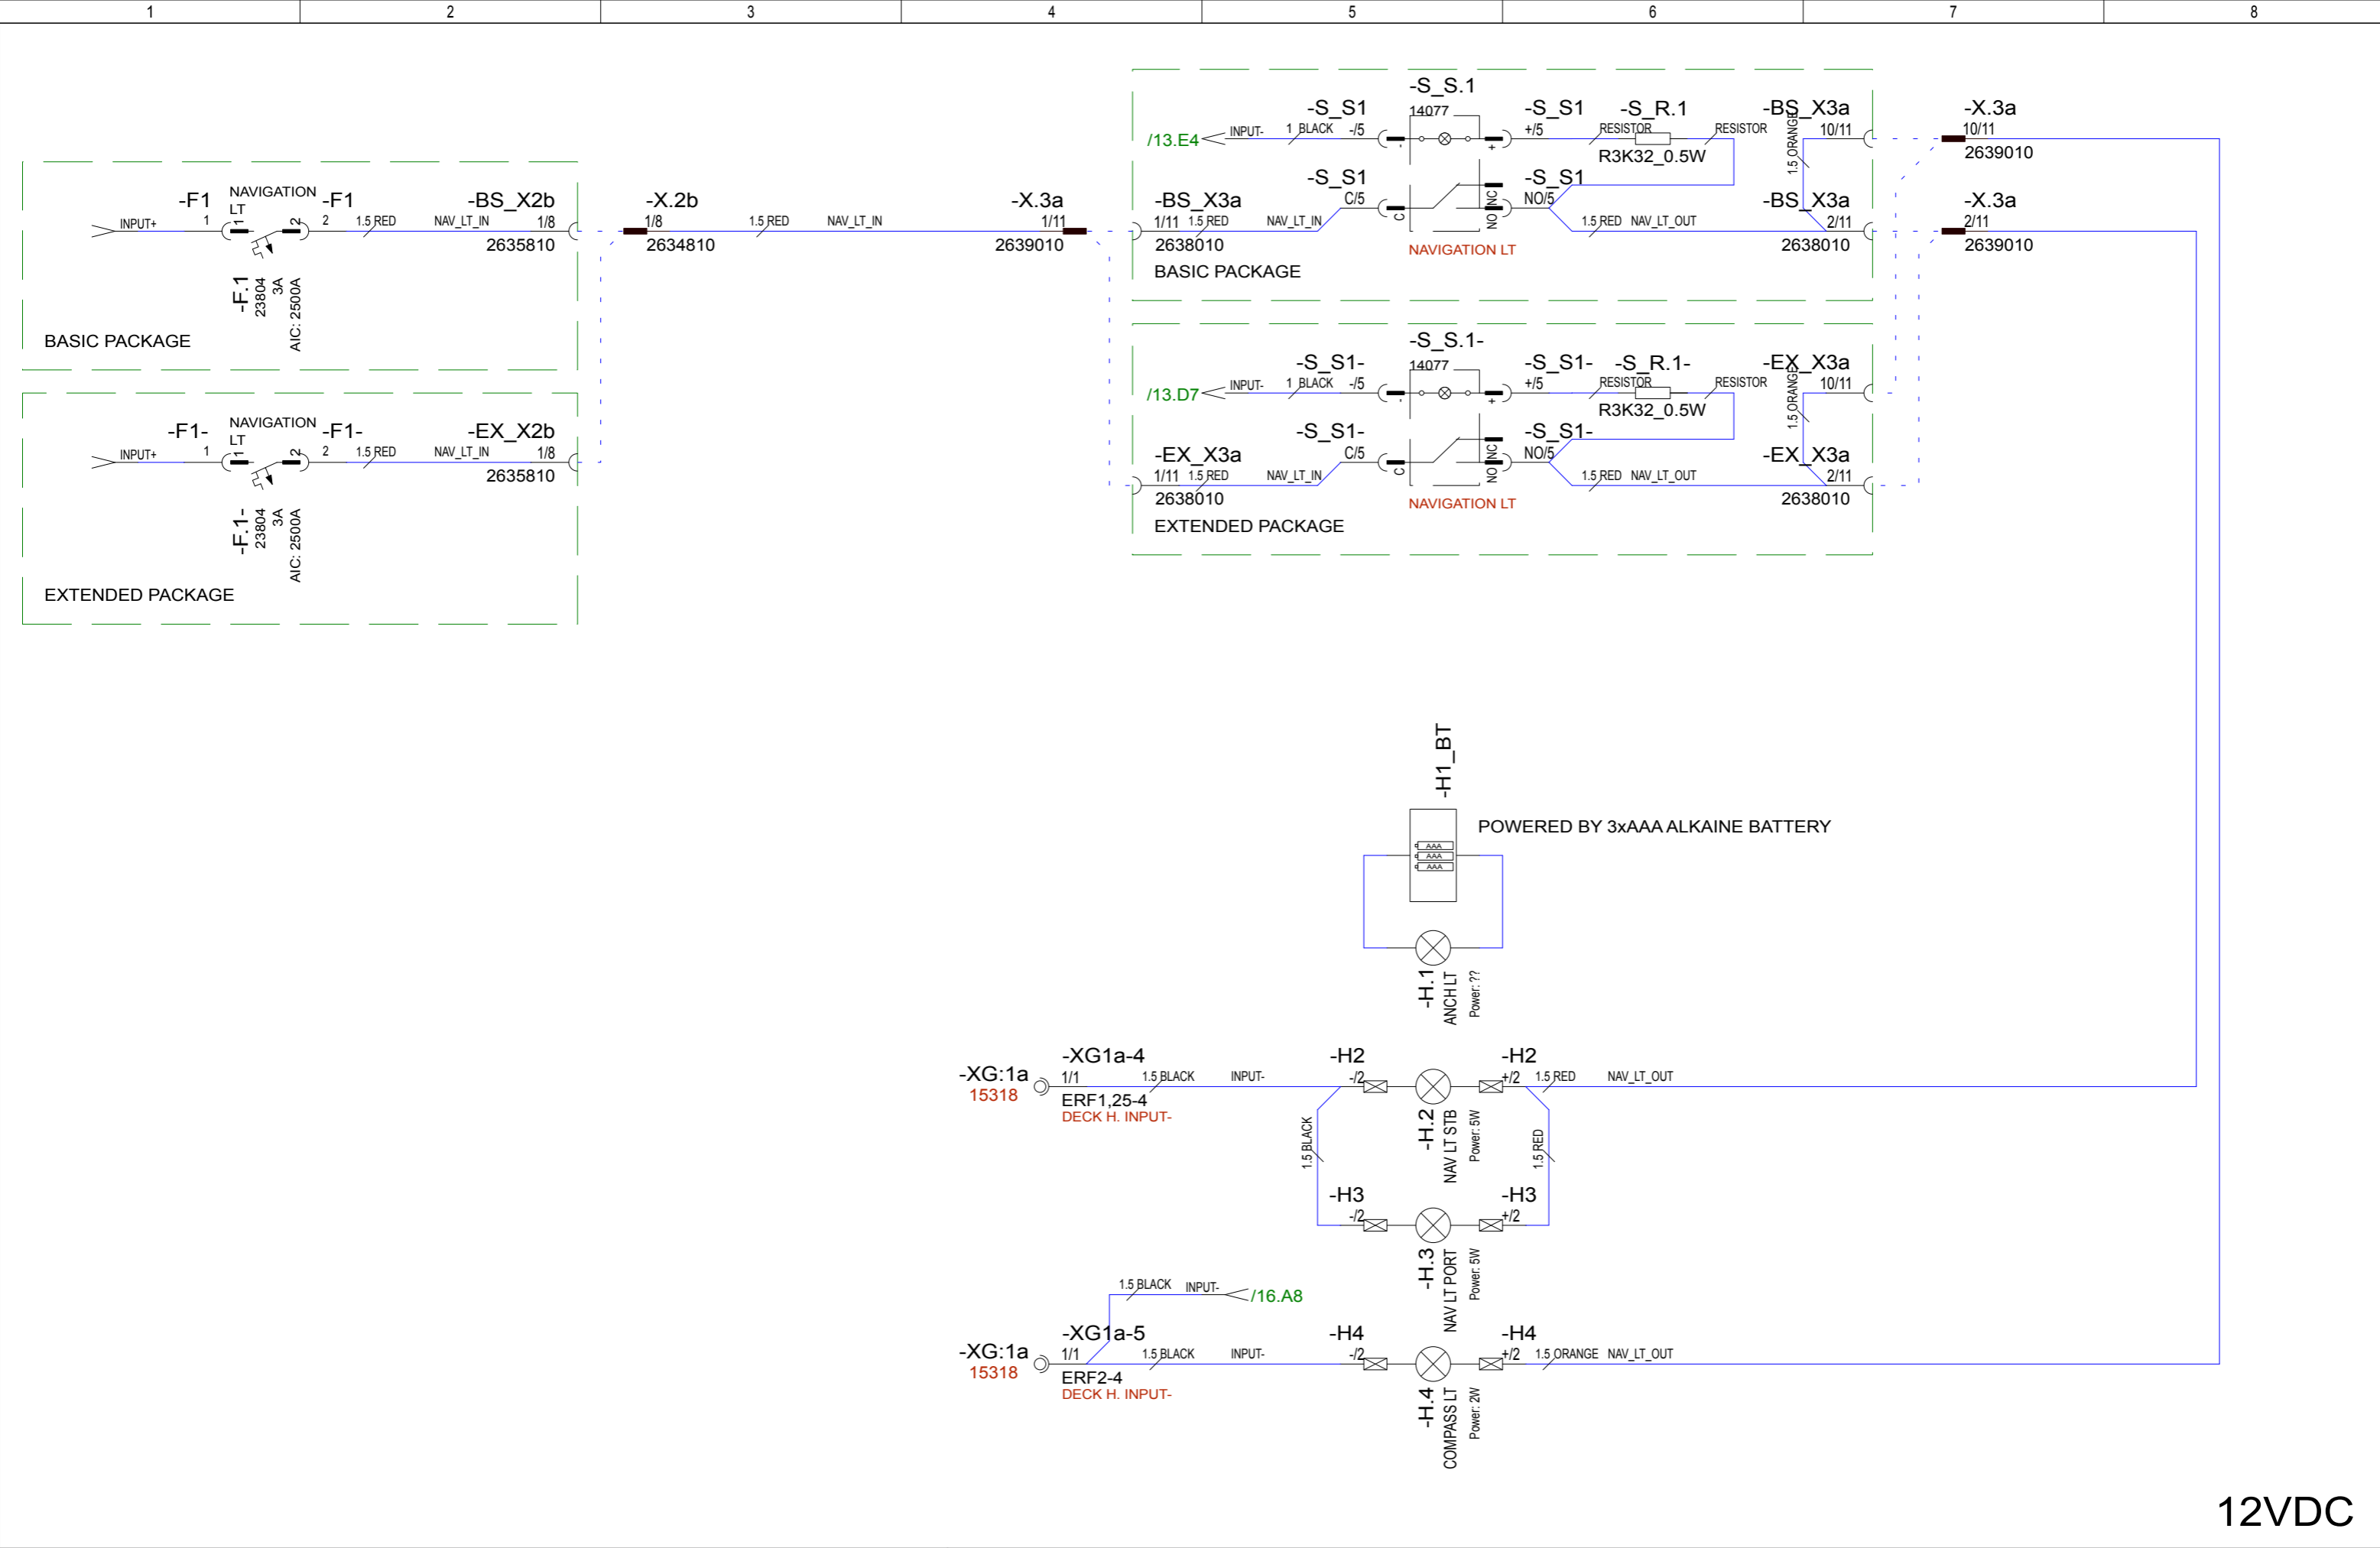 1 2 3 4 5 6 7 8
-S_S.1
14077
-S_S1
-S_S1
-S_R.1
-BS_X3a
-X.3a
/13.E4
INPUT-
1 BLACK
-/5
-
+
+/5
RESISTOR
RESISTOR
1.5 ORANGE
10/11
10/11
R3K32_0.5W
2639010
-F1
NAVIGATION
LT
-F1
-BS_X2b
-X.2b
-X.3a
-BS_X3a
-S_S1
-S_S1
-BS_X3a
-X.3a
INPUT+
1
1
2
2
1.5 RED
NAV_LT_IN
1/8
1/8
1.5 RED
NAV_LT_IN
1/11
1/11
1.5 RED
NAV_LT_IN
C/5
C
NO
NC
NO/5
1.5 RED
NAV_LT_OUT
2/11
2/11
2635810
2634810
2639010
2638010
NAVIGATION LT
2638010
2639010
BASIC PACKAGE
-F.1
23804
3A
AIC: 2500A
BASIC PACKAGE
-S_S.1-
14077
-S_S1-
-S_S1-
-S_R.1-
-EX_X3a
/13.D7
INPUT-
1 BLACK
-/5
-
+
+/5
RESISTOR
RESISTOR
1.5 ORANGE
10/11
R3K32_0.5W
-F1-
NAVIGATION
LT
-F1-
-EX_X2b
-EX_X3a
-S_S1-
-S_S1-
-EX_X3a
INPUT+
1
1
2
2
1.5 RED
NAV_LT_IN
1/8
2635810
1/11
1.5 RED
NAV_LT_IN
C/5
C
NO
NC
NO/5
1.5 RED
NAV_LT_OUT
2/11
2638010
NAVIGATION LT
2638010
EXTENDED PACKAGE
-F.1-
23804
3A
AIC: 2500A
EXTENDED PACKAGE
-H1_BT
POWERED BY 3xAAA ALKAINE BATTERY
AAA
AAA
AAA
-H.1
ANCH LT
Power: ??
-XG:1a
15318
-XG1a-4
1/1
1.5 BLACK
INPUT-
ERF1,25-4
DECK H. INPUT-
-H2
-/2
-H2
+/2
1.5 RED
NAV_LT_OUT
-H.2
NAV LT STB
Power: 5W
1.5 BLACK
1.5 RED
-H3
-/2
-H3
+/2
-H.3
NAV LT PORT
Power: 5W
1.5 BLACK
INPUT-
/16.A8
-XG:1a
15318
-XG1a-5
1/1
1.5 BLACK
INPUT-
ERF2-4
DECK H. INPUT-
-H4
-/2
-H4
+/2
1.5 ORANGE
NAV_LT_OUT
-H.4
COMPASS LT
Power: 2W
12VDC